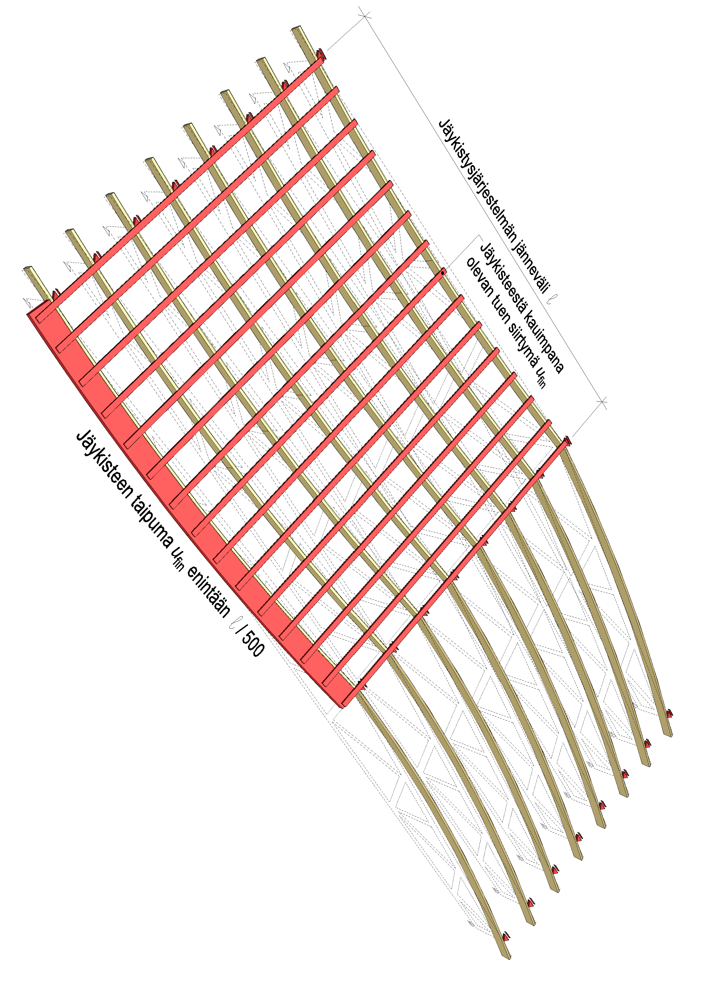 Jäykistysjärjestelmän jänneväli ℓ
Jäykisteestä kauimpana
olevan tuen siirtymä ufin
Jäykisteen taipuma ufin enintään ℓ / 500